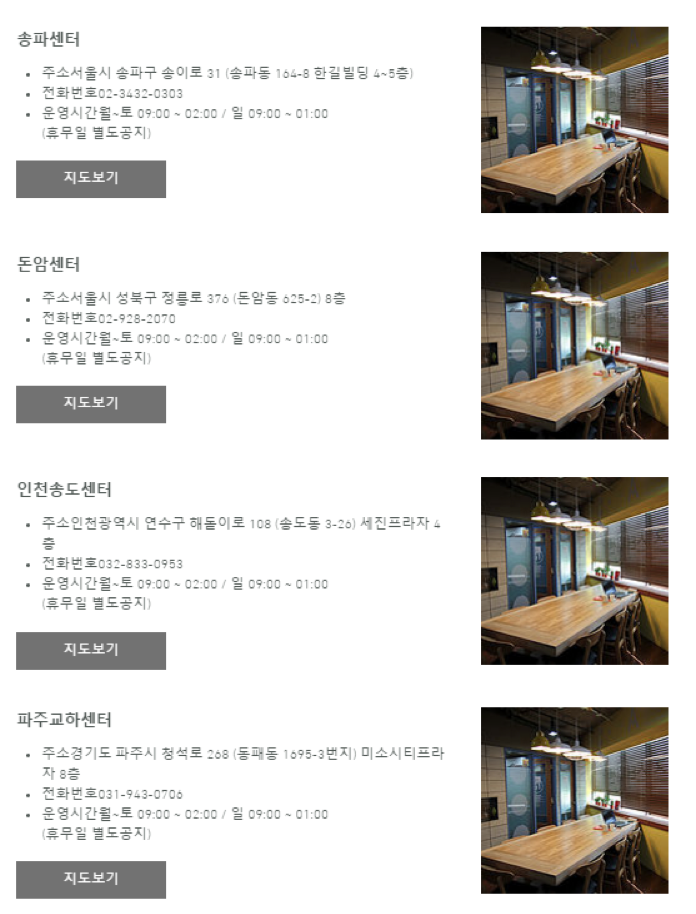 송파센터
주소서울시 송파구 송이로 31 (송파동 164-8 한길빌딩 4~5층)
전화번호02-3432-0303
운영시간월~토 09:00 ~ 02:00 / 일 09:00 ~ 01:00
(휴무일 별도공지)
지도보기
돈암센터
주소서울시 성북구 정릉로 376 (돈암동 625-2) 8층
전화번호02-928-2070
운영시간월~토 09:00 ~ 02:00 / 일 09:00 ~ 01:00
(휴무일 별도공지)
지도보기
인천송도센터
주소인천광역시 연수구 해돋이로 108 (송도동 3-26) 세진프라자 4
층
전화번호032-833-0953
운영시간월~토 09:00 ~ 02:00 / 일 09:00 ~ 01:00
(휴무일 별도공지)
지도보기
파주교하센터
주소경기도 파주시 청석로 268 (동패동 1695-3번지) 미소시티프라
자 8층
전화번호031-943-0706
운영시간월~토 09:00 ~ 02:00 / 일 09:00 ~ 01:00
(휴무일 별도공지)
지도보기